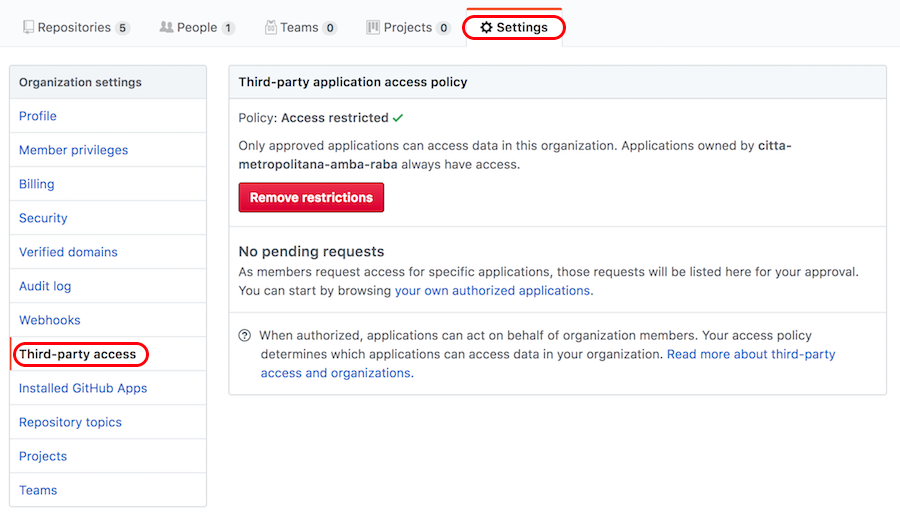 Repositories 5 People 1 Teams 0 Projects 0 Settings
Organization settings
Profile
Member privileges
Billing
Security
Verified domains
Audit log
Webhooks
Third-party access
Installed GitHub Apps
Repository topics
Projects
Teams
Third-party application access policy
Policy: Access restricted
Only approved applications can access data in this organization. Applications owned by citta-
metropolitana-amba-raba always have access.
Remove restrictions
No pending requests
As members request access for specific applications, those requests will be listed here for your approval.
You can start by browsing your own authorized applications.
When authorized, applications can act on behalf of organization members. Your access policy
determines which applications can access data in your organization. Read more about third-party
access and organizations.